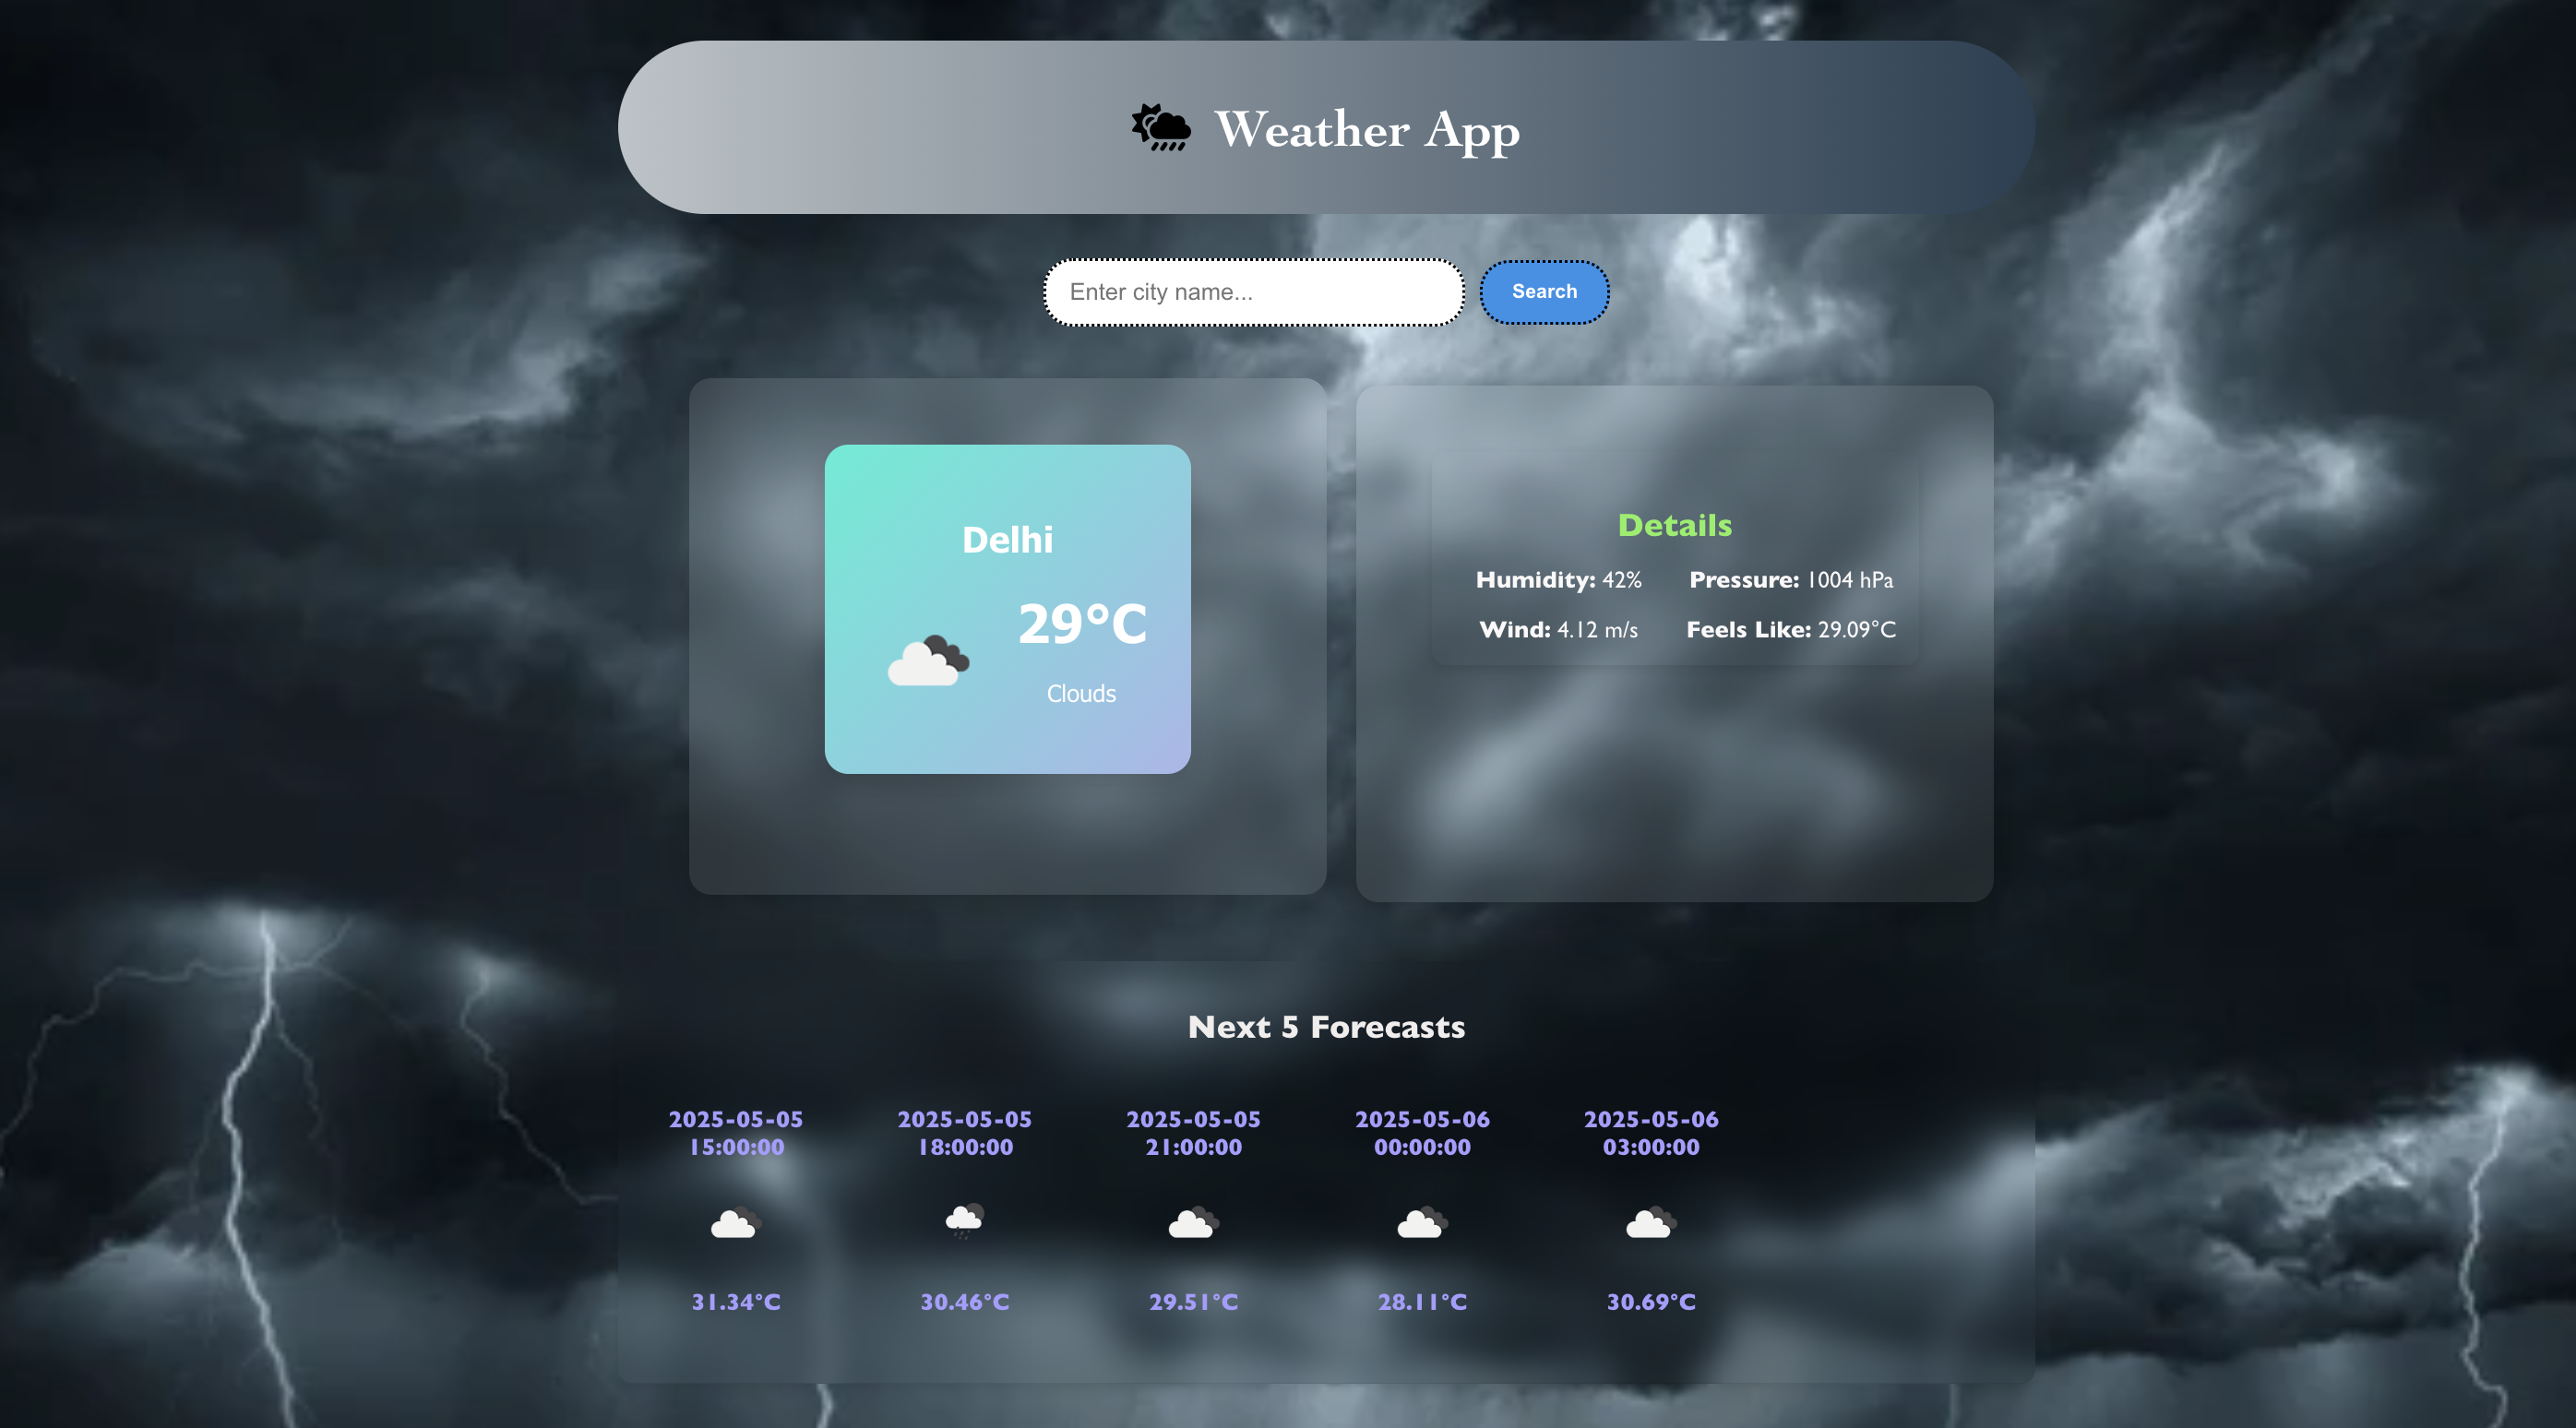 Weather App
Enter city name...
Search
Delhi
29°C
Clouds
Details
Humidity: 42% Pressure: 1004 hPa
Wind: 4.12 m/s Feels Like: 29.09°C
Next 5 Forecasts
2025-05-05 2025-05-05 2025-05-05 2025-05-06 2025-05-06
15:00:00 18:00:00 21:00:00 00:00:00 03:00:00
31.34°C 30.46°C 29.51°C 28.11°C 30.69°C